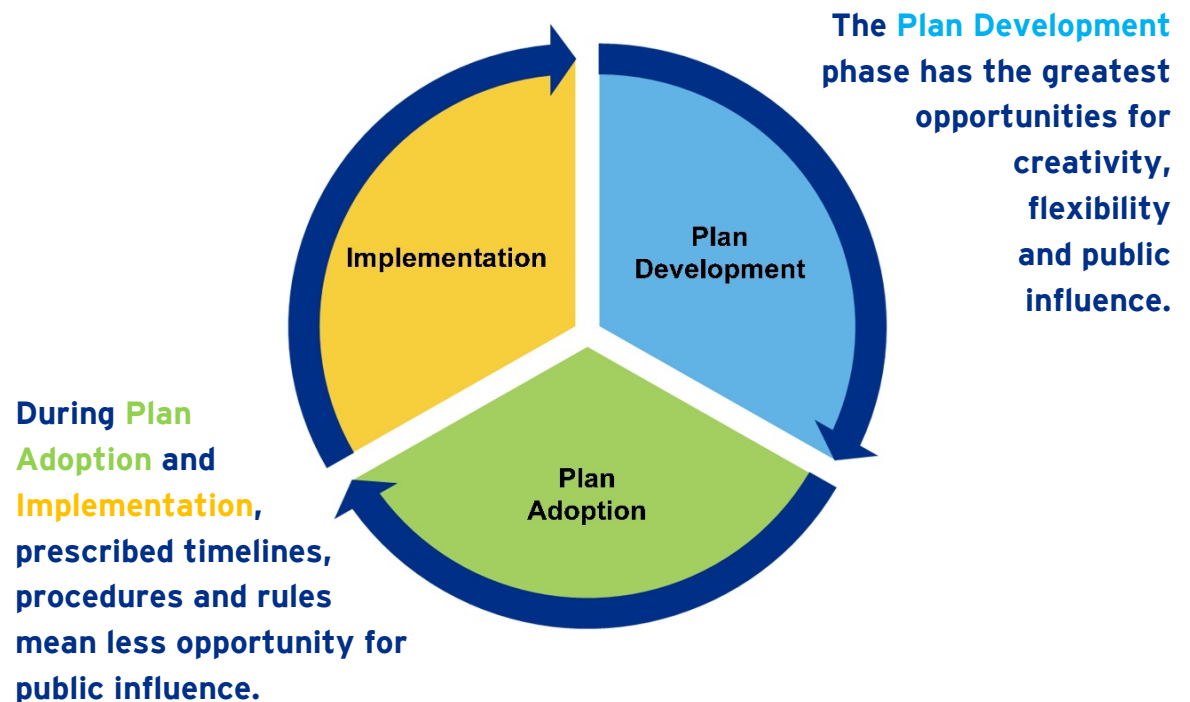 The Plan Development
phase has the greatest
opportunities for
creativity,
flexibility
and public
influence.
Implementation
Plan
Development
Plan
Adoption
During Plan
Adoption and
Implementation,
prescribed timelines,
procedures and rules
mean less opportunity for
public influence.